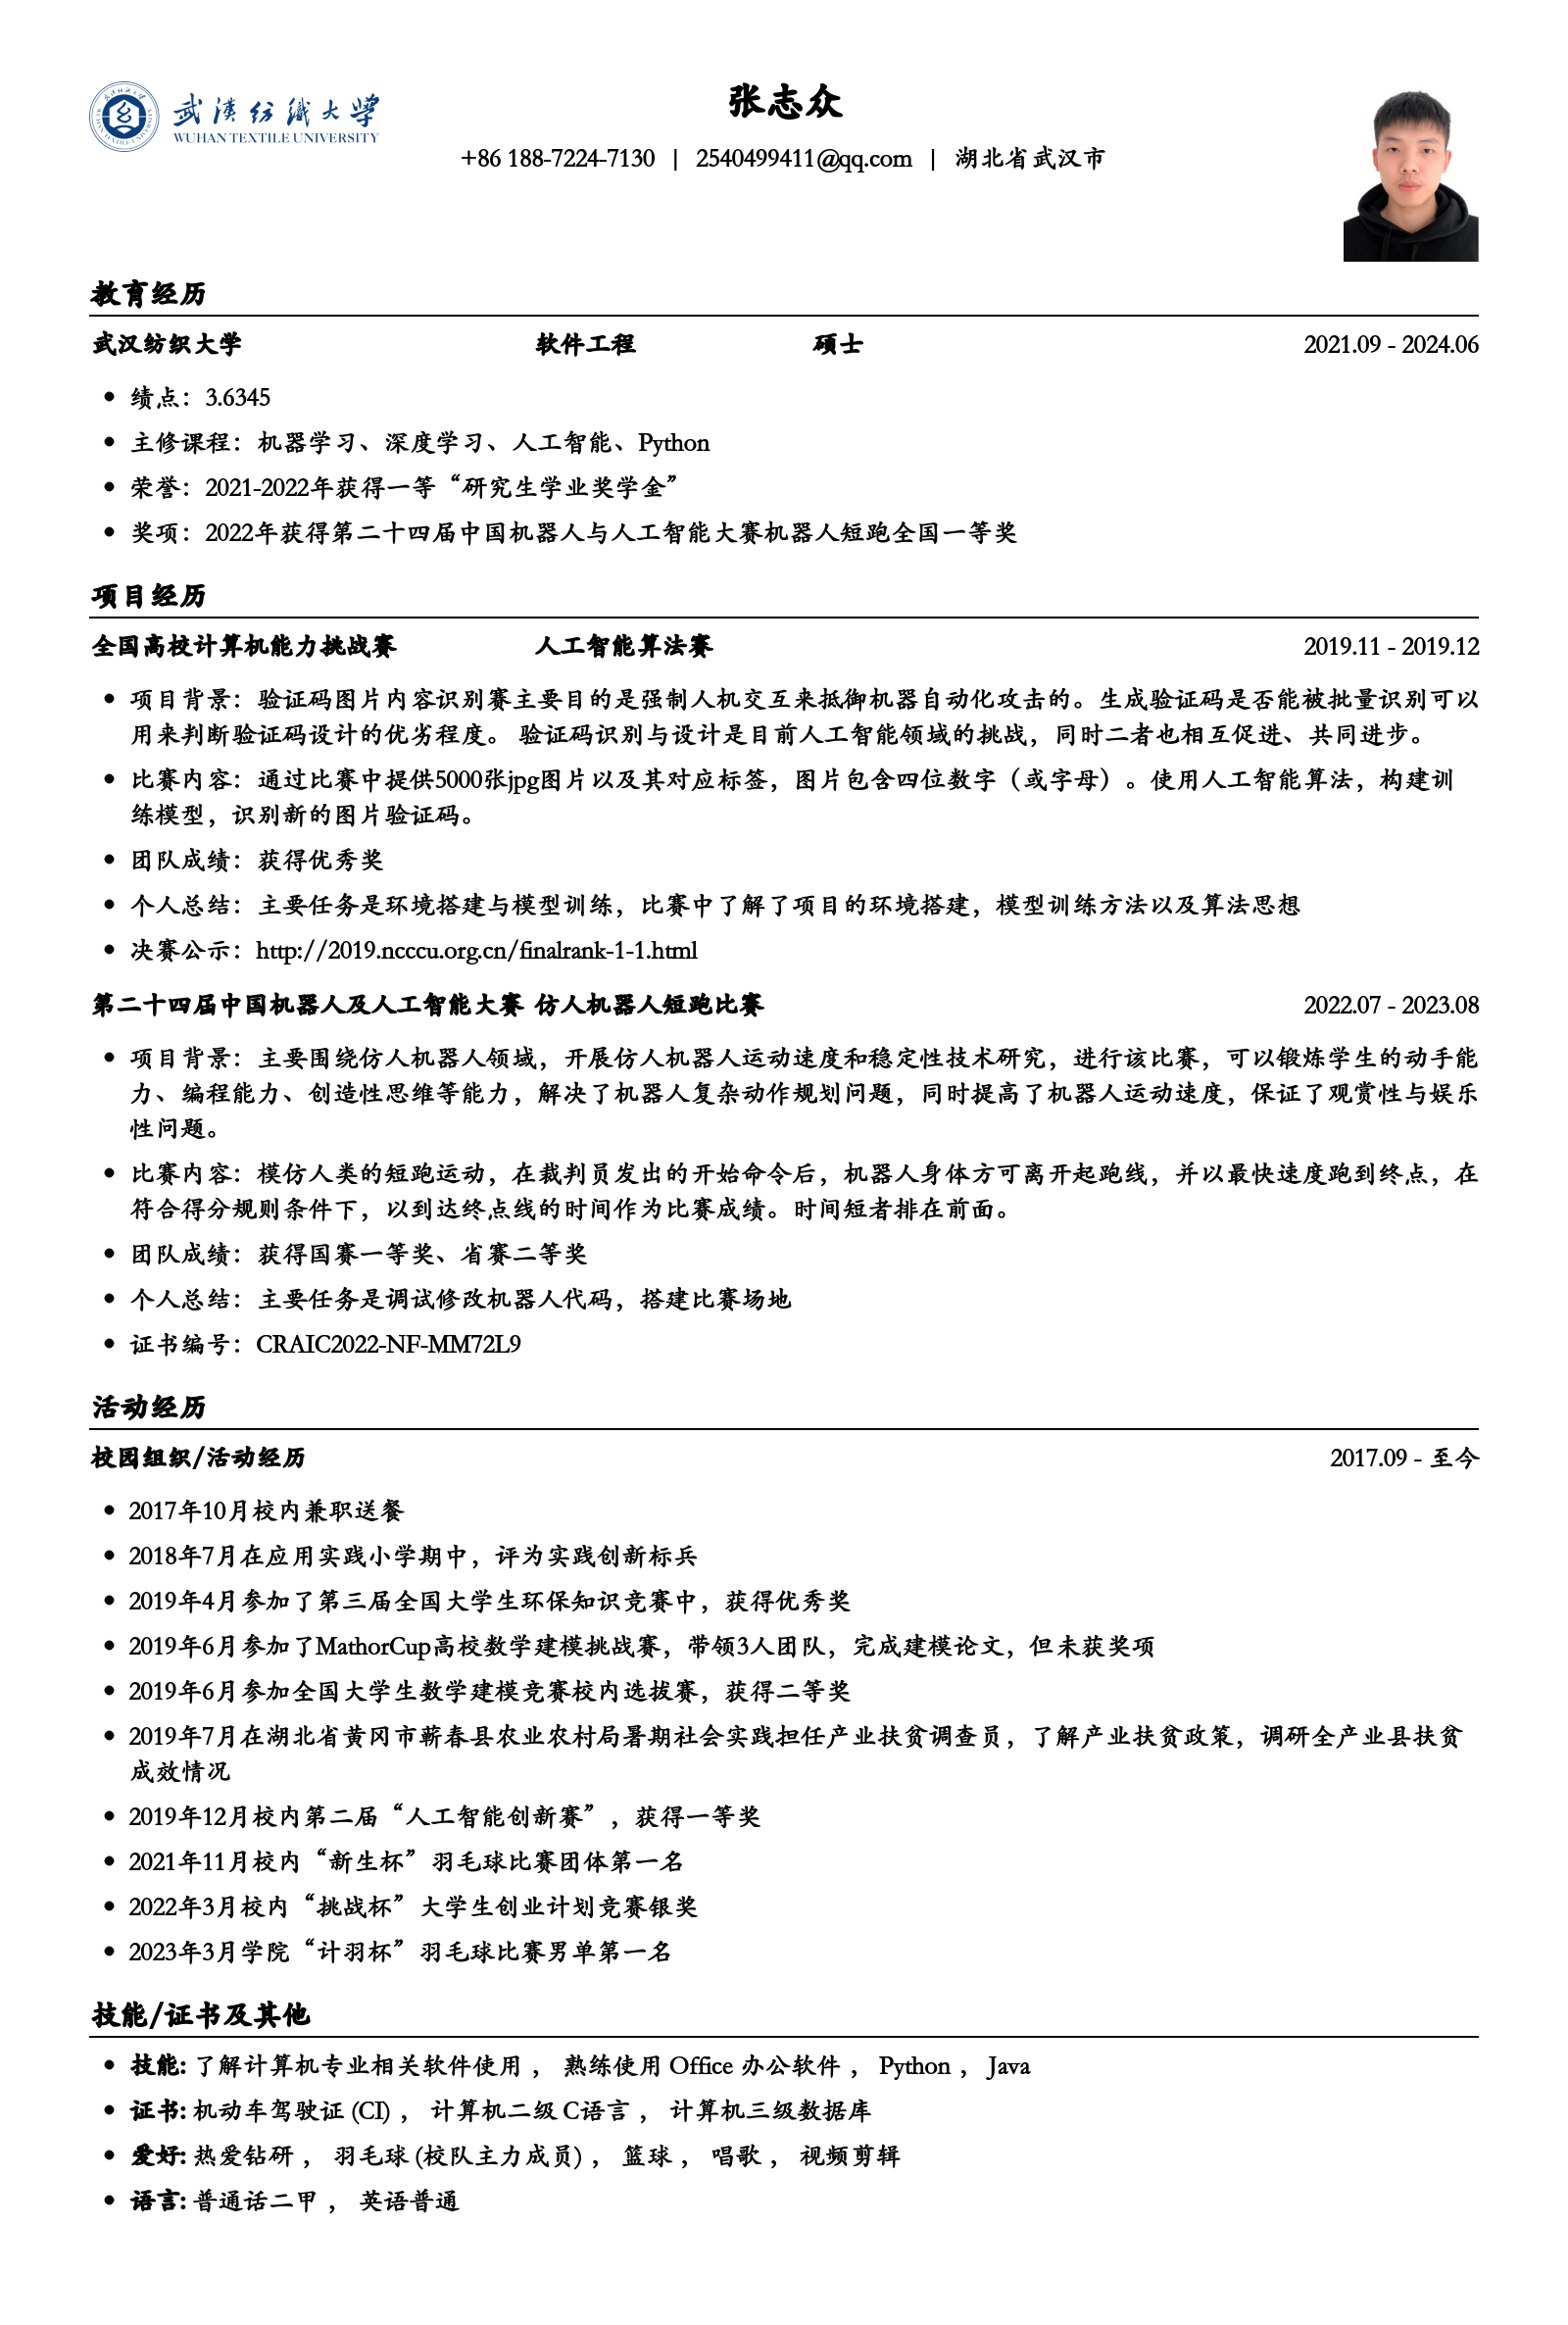 武漢纺織大学
WUHAN TEXTILE UNIVERSITY
张志众
+86 188-7224-7130 | 2540499411@qq.com | 湖北省武汉市
教育经历
武汉纺织大学 软件工程 硕士 2021.09 - 2024.06
• 绩点：3.6345
• 主修课程：机器学习、深度学习、人工智能、Python
• 荣誉：2021-2022年获得一等“研究生学业奖学金”
• 奖项：2022年获得第二十四届中国机器人与人工智能大赛机器人短跑全国一等奖
项目经历
全国高校计算机能力挑战赛 人工智能算法赛 2019.11 - 2019.12
• 项目背景：验证码图片内容识别赛主要目的是强制人机交互来抵御机器自动化攻击的。生成验证码是否能被批量识别可以
用来判断验证码设计的优劣程度。 验证码识别与设计是目前人工智能领域的挑战，同时二者也相互促进、共同进步。
• 比赛内容：通过比赛中提供5000张jpg图片以及其对应标签，图片包含四位数字（或字母）。使用人工智能算法，构建训
练模型，识别新的图片验证码。
• 团队成绩：获得优秀奖
• 个人总结：主要任务是环境搭建与模型训练，比赛中了解了项目的环境搭建，模型训练方法以及算法思想
• 决赛公示：http://2019.ncccu.org.cn/finalrank-1-1.html
第二十四届中国机器人及人工智能大赛 仿人机器人短跑比赛 2022.07 - 2023.08
• 项目背景：主要围绕仿人机器人领域，开展仿人机器人运动速度和稳定性技术研究，进行该比赛，可以锻炼学生的动手能
力、编程能力、创造性思维等能力，解决了机器人复杂动作规划问题，同时提高了机器人运动速度，保证了观赏性与娱乐
性问题。
• 比赛内容：模仿人类的短跑运动，在裁判员发出的开始命令后，机器人身体方可离开起跑线，并以最快速度跑到终点，在
符合得分规则条件下，以到达终点线的时间作为比赛成绩。时间短者排在前面。
• 团队成绩：获得国赛一等奖、省赛二等奖
• 个人总结：主要任务是调试修改机器人代码，搭建比赛场地
• 证书编号：CRAIC2022-NF-MM72L9
活动经历
校园组织/活动经历 2017.09 - 至今
• 2017年10月校内兼职送餐
• 2018年7月在应用实践小学期中，评为实践创新标兵
• 2019年4月参加了第三届全国大学生环保知识竞赛中，获得优秀奖
• 2019年6月参加了MathorCup高校数学建模挑战赛，带领3人团队，完成建模论文，但未获奖项
• 2019年6月参加全国大学生数学建模竞赛校内选拔赛，获得二等奖
• 2019年7月在湖北省黄冈市蕲春县农业农村局暑期社会实践担任产业扶贫调查员，了解产业扶贫政策，调研全产业县扶贫
成效情况
• 2019年12月校内第二届“人工智能创新赛”，获得一等奖
• 2021年11月校内“新生杯”羽毛球比赛团体第一名
• 2022年3月校内“挑战杯”大学生创业计划竞赛银奖
• 2023年3月学院“计羽杯”羽毛球比赛男单第一名
技能/证书及其他
• 技能: 了解计算机专业相关软件使用 ， 熟练使用 Office 办公软件 ， Python ， Java
• 证书: 机动车驾驶证 (CI) ， 计算机二级 C语言 ， 计算机三级数据库
• 爱好: 热爱钻研 ， 羽毛球 (校队主力成员) ， 篮球 ， 唱歌 ， 视频剪辑
• 语言: 普通话二甲 ， 英语普通